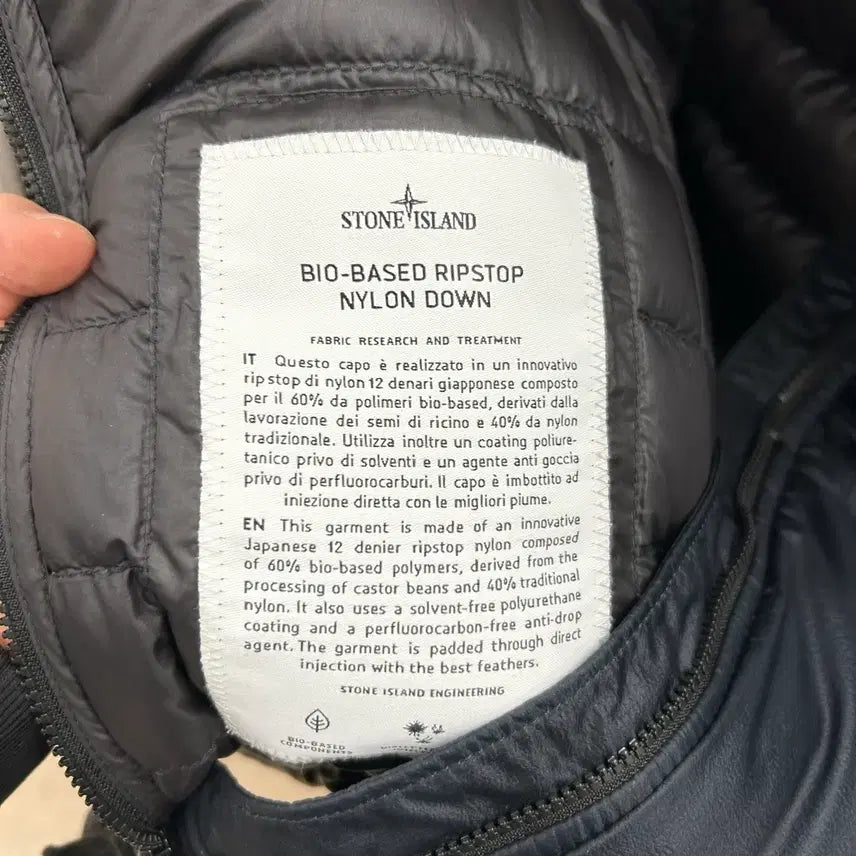 STONE ISLAND
BIO-BASED RIPSTOP
NYLON DOWN
FABRIC RESEARCH AND TREATMENT
IT Questo capo è realizzato in un innovativo
rip stop di nylon 12 denari giapponese composto
per il 60% da polimeri bio-based, derivati dalla
lavorazione dei semi di ricino e 40% da nylon
tradizionale. Utilizza inoltre un coating poliure-
tanico privo di solventi e un agente anti goccia
privo di perfluorocarburi. Il capo è imbottito ad
iniezione diretta con le migliori piume.
EN This garment is made of an innovative
Japanese 12 denier ripstop nylon composed
of 60% bio-based polymers, derived from the
processing of castor beans and 40% traditional
nylon. It also uses a solvent-free polyurethane
coating and a perfluorocarbon-free anti-drop
agent. The garment is padded through direct
injection with the best feathers.
STONE ISLAND ENGINEERING
BIO-BASED
COMPONENTS